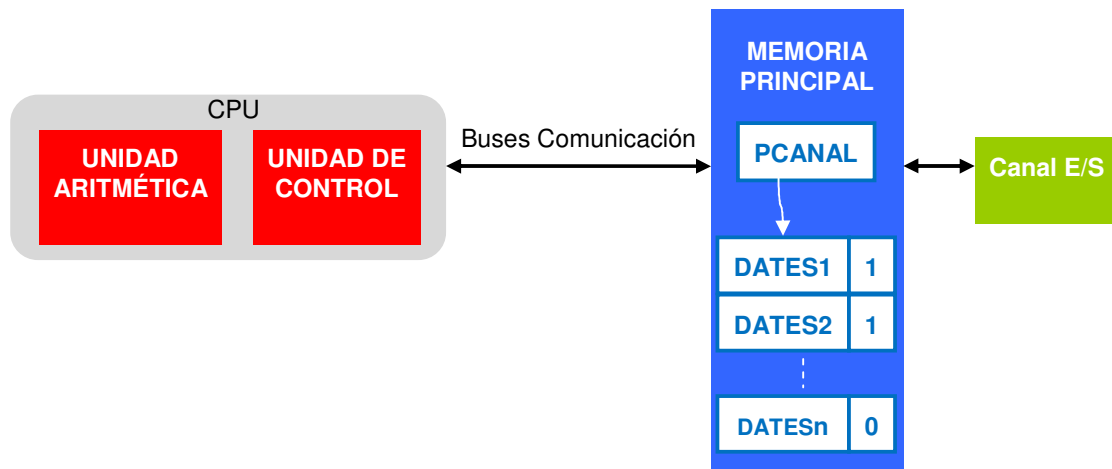 CPU
UNIDAD
ARITMÉTICA
UNIDAD DE
CONTROL
Buses Comunicación
MEMORIA
PRINCIPAL
PCANAL
DATES1 1
DATES2 1
DATESn 0
Canal E/S